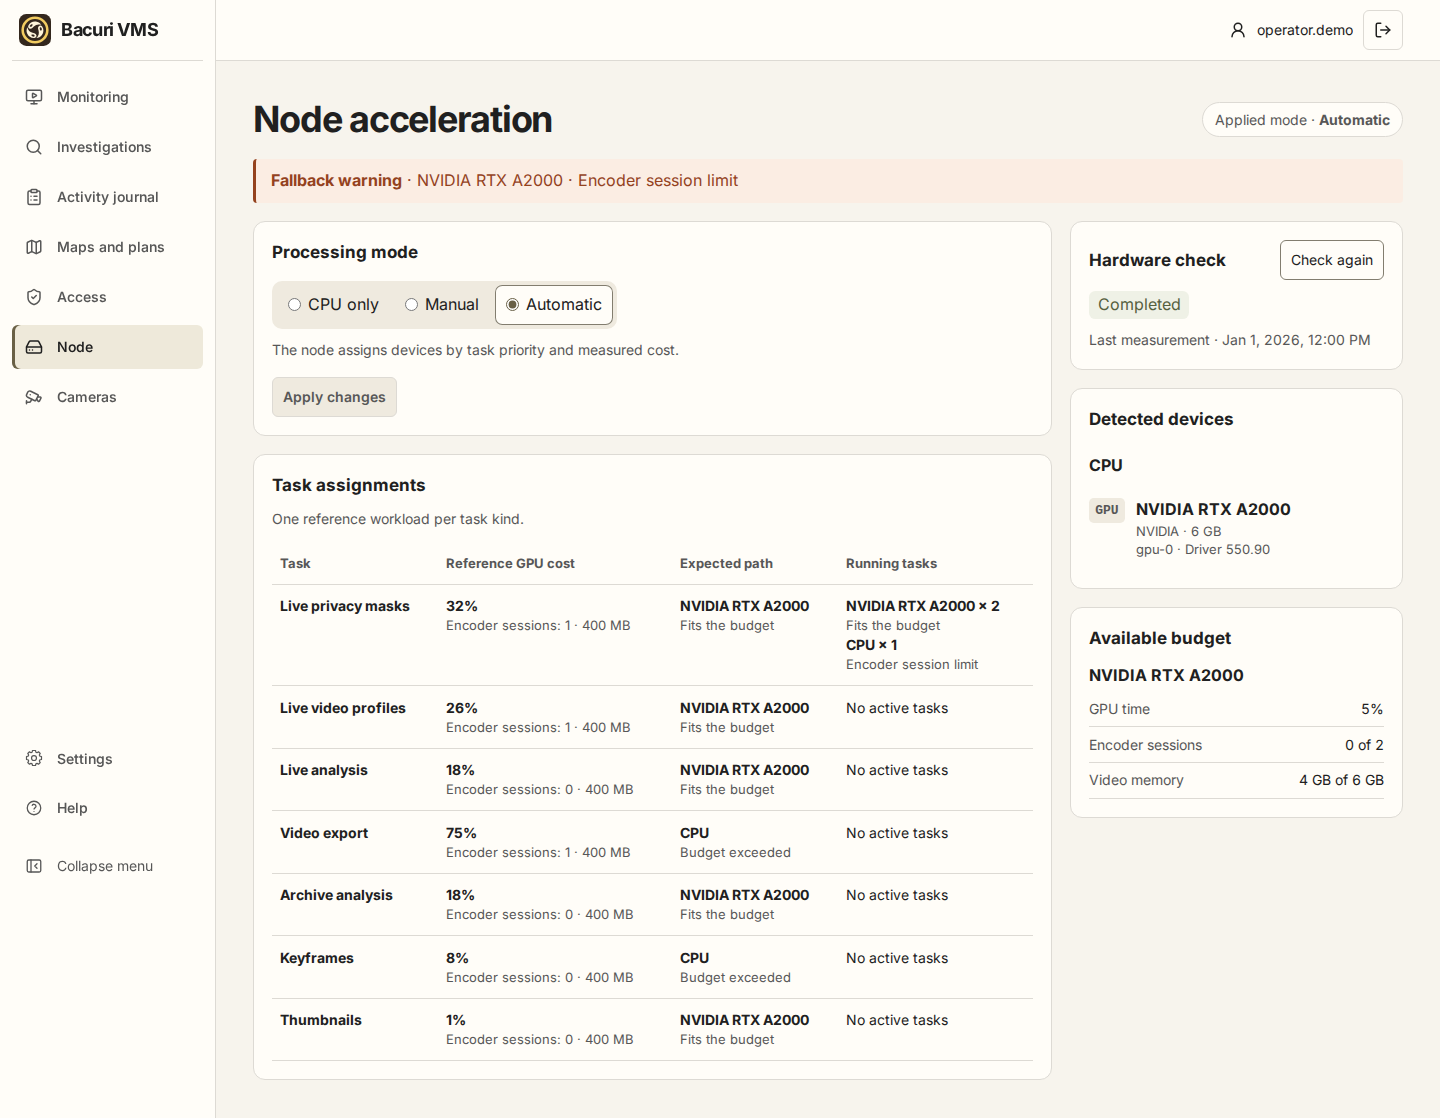 Bacuri VMS
operator.demo
Monitoring
Investigations
Activity journal
Maps and plans
Access
Node
Cameras
Settings
Help
Collapse menu
Node acceleration
Applied mode · Automatic
Fallback warning · NVIDIA RTX A2000 · Encoder session limit
Processing mode
CPU only
Manual
Automatic
The node assigns devices by task priority and measured cost.
Apply changes
Task assignments
One reference workload per task kind.
Task Reference GPU cost Expected path Running tasks
Live privacy masks 32% NVIDIA RTX A2000 NVIDIA RTX A2000 × 2
Encoder sessions: 1 · 400 MB Fits the budget Fits the budget
CPU × 1
Encoder session limit
Live video profiles 26% NVIDIA RTX A2000 No active tasks
Encoder sessions: 1 · 400 MB Fits the budget
Live analysis 18% NVIDIA RTX A2000 No active tasks
Encoder sessions: 0 · 400 MB Fits the budget
Video export 75% CPU No active tasks
Encoder sessions: 1 · 400 MB Budget exceeded
Archive analysis 18% NVIDIA RTX A2000 No active tasks
Encoder sessions: 0 · 400 MB Fits the budget
Keyframes 8% CPU No active tasks
Encoder sessions: 0 · 400 MB Budget exceeded
Thumbnails 1% NVIDIA RTX A2000 No active tasks
Encoder sessions: 0 · 400 MB Fits the budget
Hardware check
Check again
Completed
Last measurement · Jan 1, 2026, 12:00 PM
Detected devices
CPU
GPU NVIDIA RTX A2000
NVIDIA · 6 GB
gpu-0 · Driver 550.90
Available budget
NVIDIA RTX A2000
GPU time 5%
Encoder sessions 0 of 2
Video memory 4 GB of 6 GB